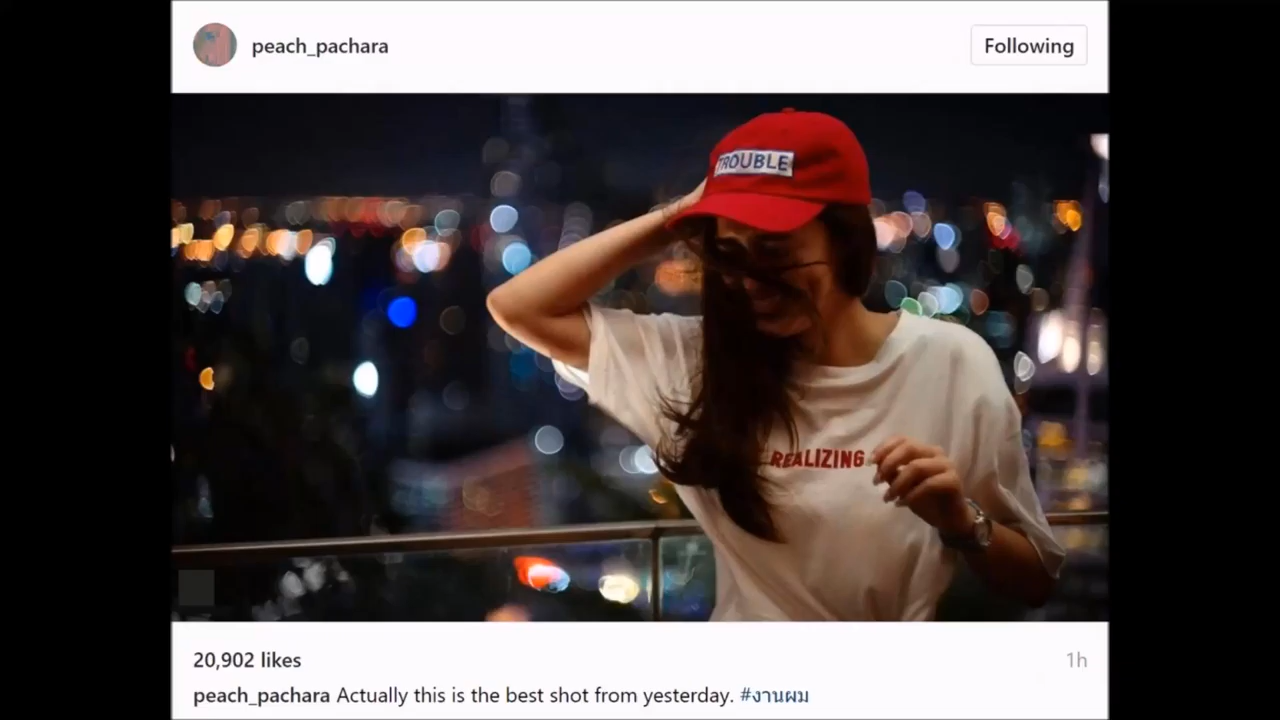 peach_pachara
Following
TROUBLE
REALIZING
20,902 likes
1h
peach_pachara Actually this is the best shot from yesterday. #งานผม